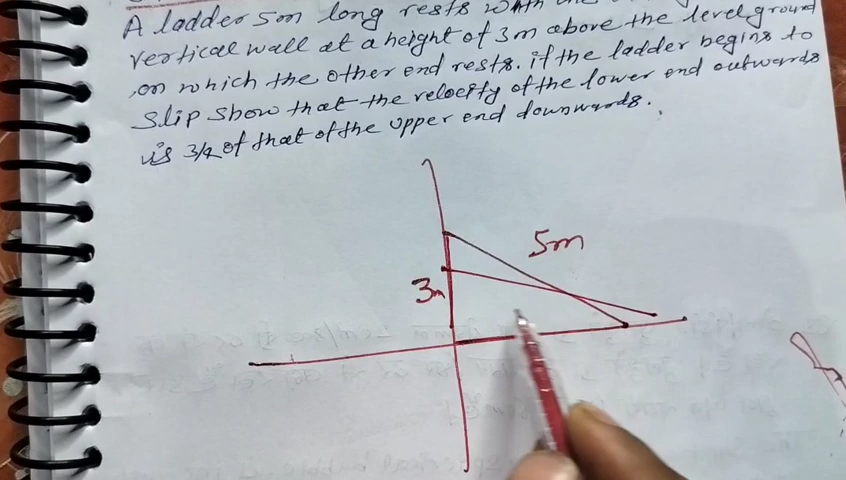 A ladder 5m long rests with
vertical wall at a height of 3m above the level ground
,on which the other end rests. if the ladder begins to
slip show that the velocity of the lower end outwards
is 3/4 of that of the upper end downwards.
5m
3m